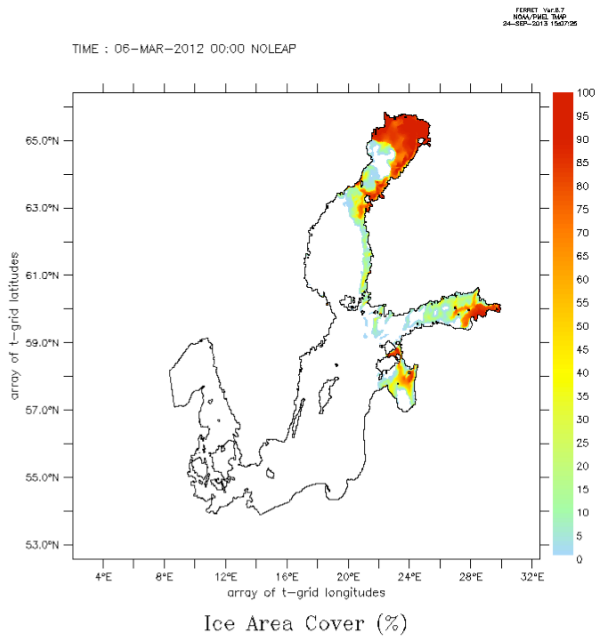 FERRET Ver.6.7
NOAA/PMEL TMAP
24-SEP-2013 15:07:25
TIME : 06-MAR-2012 00:00 NOLEAP
100
95
90
85
80
75
70
65
60
55
50
45
40
35
30
25
20
15
10
5
0
65.0°N
63.0°N
61.0°N
59.0°N
57.0°N
55.0°N
53.0°N
array of t-grid latitudes
4°E 8°E 12°E 16°E 20°E 24°E 28°E 32°E
array of t-grid longitudes
Ice Area Cover (%)